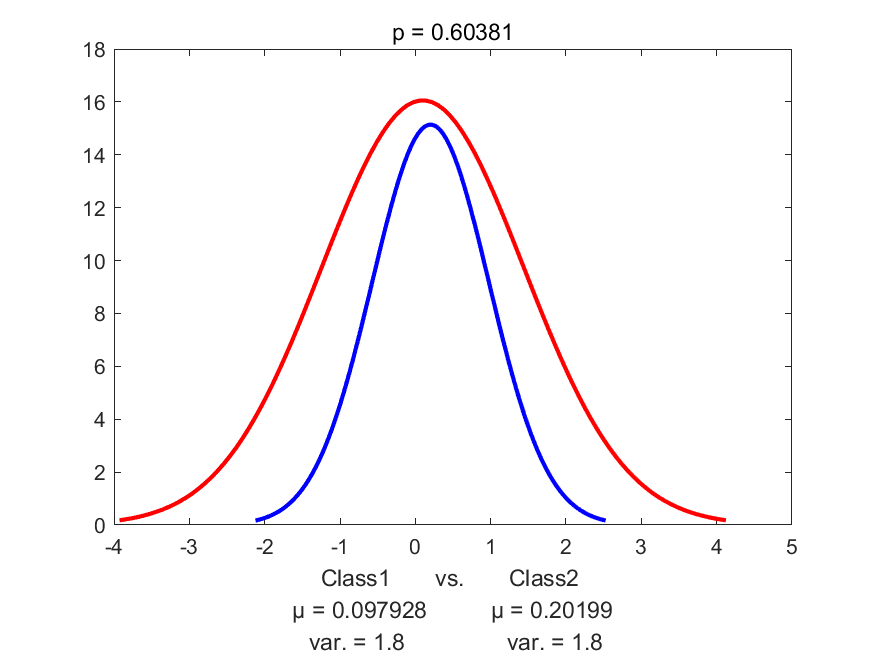 p = 0.60381
18
16
14
12
10
8
6
4
2
0
-4 -3 -2 -1 0 1 2 3 4 5
Class1 vs. Class2
μ = 0.097928 μ = 0.20199
var. = 1.8 var. = 1.8